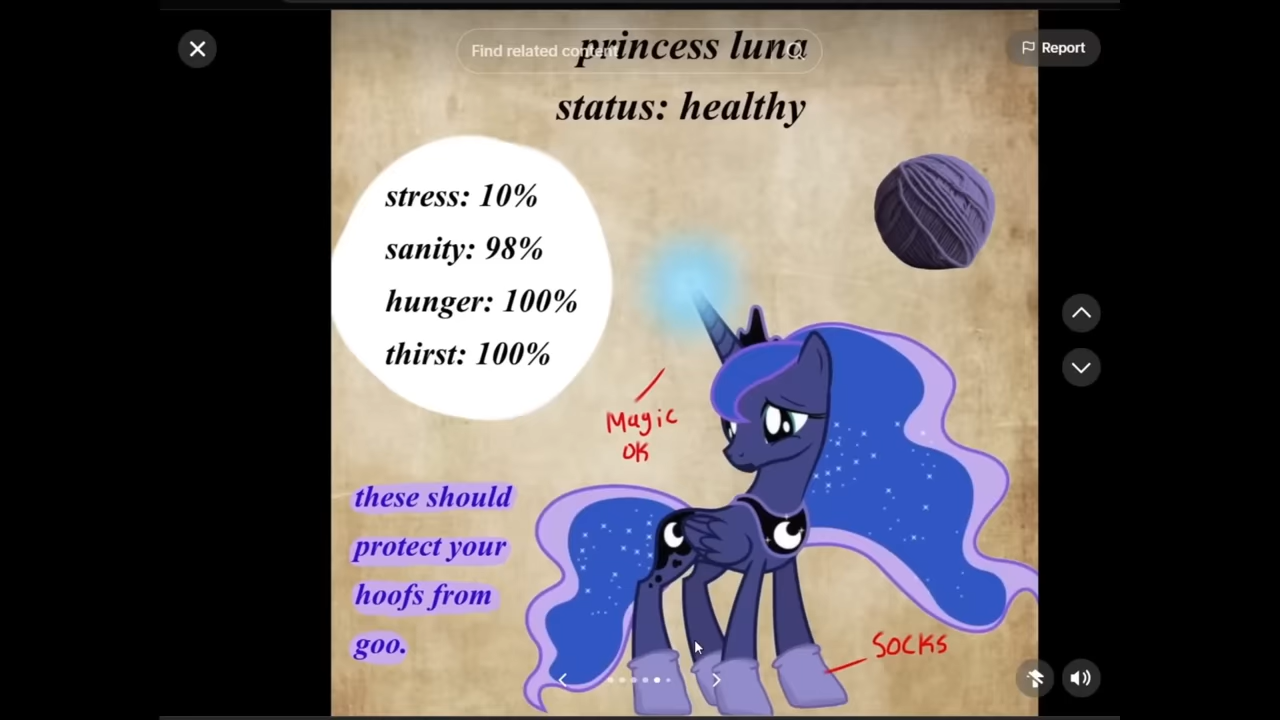 princess luna
Find related content
Report
status: healthy
stress: 10%
sanity: 98%
hunger: 100%
thirst: 100%
Magic
OK
these should
protect your
hoofs from
goo.
SOCKS